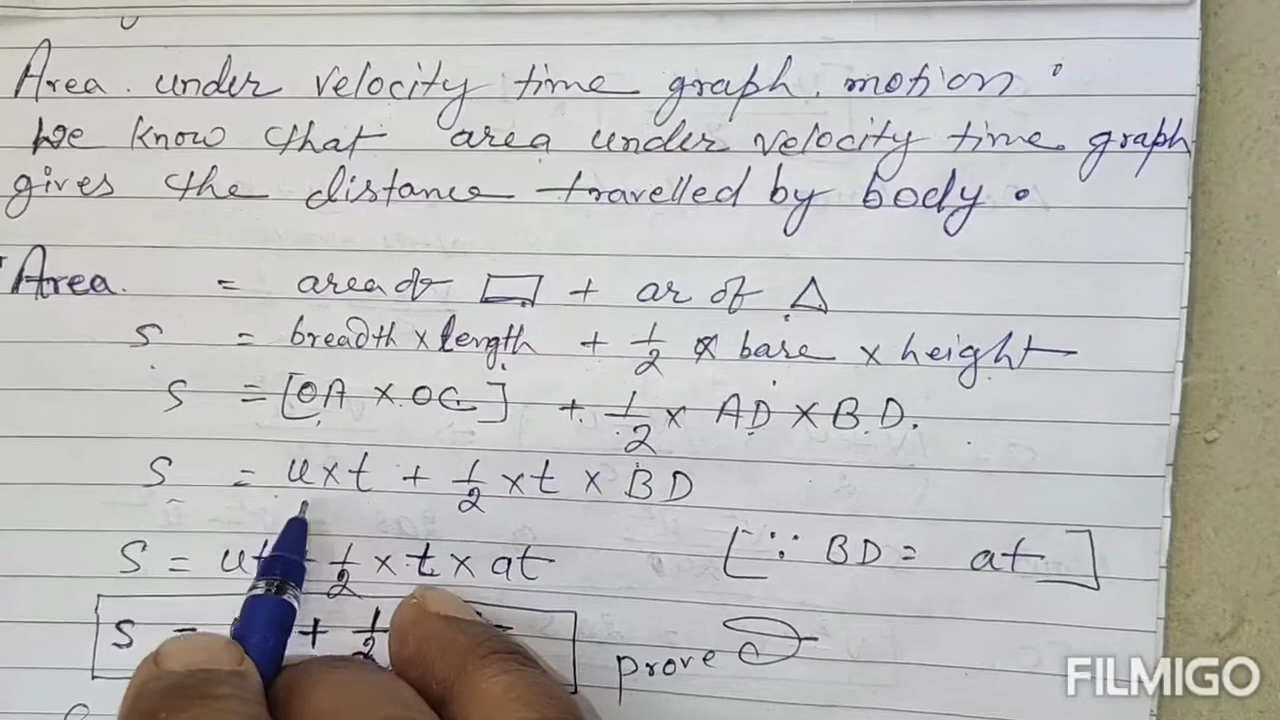 Area under velocity time graph motion
We know that area under velocity time graph
gives the distance travelled by body.
Area = area of ▭ + ar of △
S = breadth × length + 1/2 × base × height
S = [OA × OC] + 1/2 × AD × BD.
S = u×t + 1/2 × t × BD
S = ut + 1/2 × t × at [∵ BD = at]
S = + 1/2
prove
FILMIGO